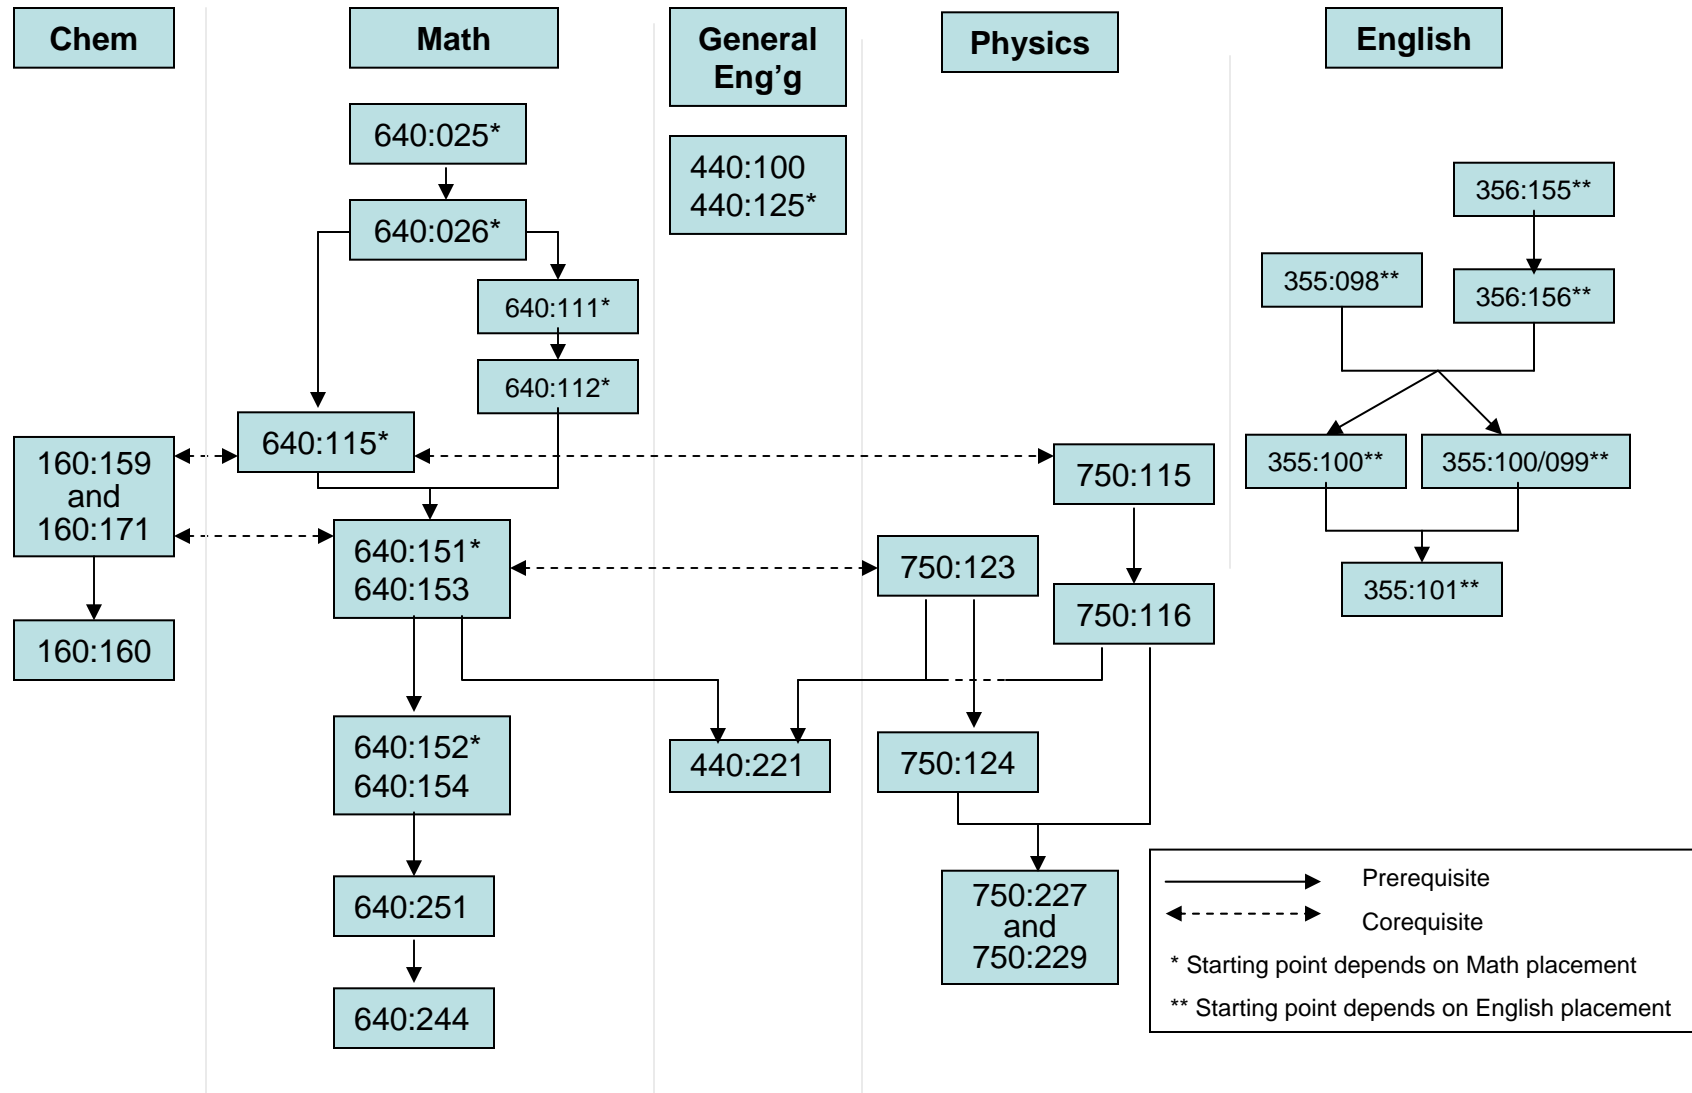 Chem
Math
General
Eng'g
Physics
English
640:025*
640:026*
640:111*
640:112*
640:115*
440:100
440:125*
356:155**
355:098**
356:156**
160:159
and
160:171
160:160
640:151*
640:153
640:152*
640:154
640:251
640:244
440:221
750:115
750:123
750:116
750:124
750:227
and
750:229
355:100**
355:100/099**
355:101**
Prerequisite
Corequisite
* Starting point depends on Math placement
** Starting point depends on English placement